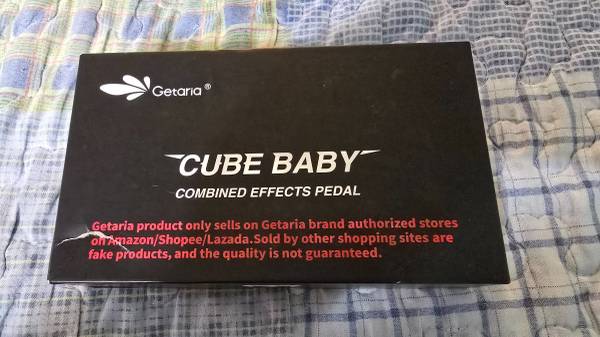 Getaria ®
CUBE BABY
COMBINED EFFECTS PEDAL
Getaria product only sells on Getaria brand authorized stores
on Amazon/Shopee/Lazada.Sold by other shopping sites are
fake products, and the quality is not guaranteed.